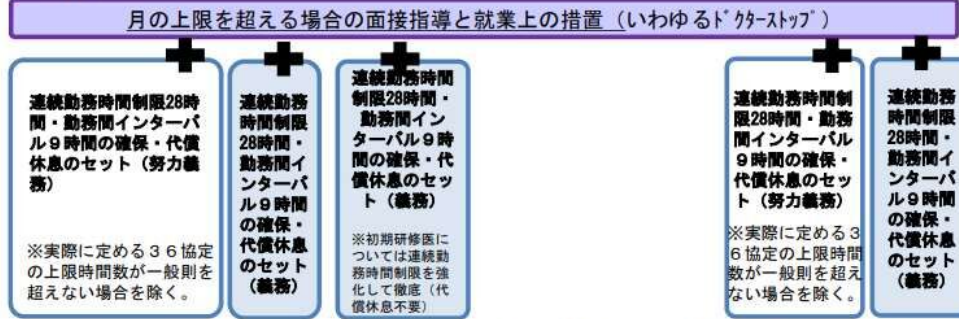 月の上限を超える場合の面接指導と就業上の措置（いわゆるﾄﾞｸﾀｰｽﾄｯﾌﾟ）
連続勤務時間制限28時
間・勤務間インターバ
ル９時間の確保・代償
休息のセット（努力義
務）
※実際に定める３６協定
の上限時間数が一般則を
超えない場合を除く。
連続勤務
時間制限
28時間・
勤務間イ
ンターバ
ル９時間
の確保・
代償休息
のセット
（義務）
連続勤務時間
制限28時間・
勤務間イン
ターバル９時
間の確保・代
償休息のセッ
ト（義務）
※初期研修医に
ついては連続勤
務時間制限を強
化して徹底（代
償休息不要）
連続勤務時間制
限28時間・勤務
間インターバル
９時間の確保・
代償休息のセッ
ト（努力義務）
※実際に定める３
６協定の上限時間
数が一般則を超え
ない場合を除く。
連続勤務
時間制限
28時間・
勤務間イ
ンターバ
ル９時間
の確保・
代償休息
のセット
（義務）